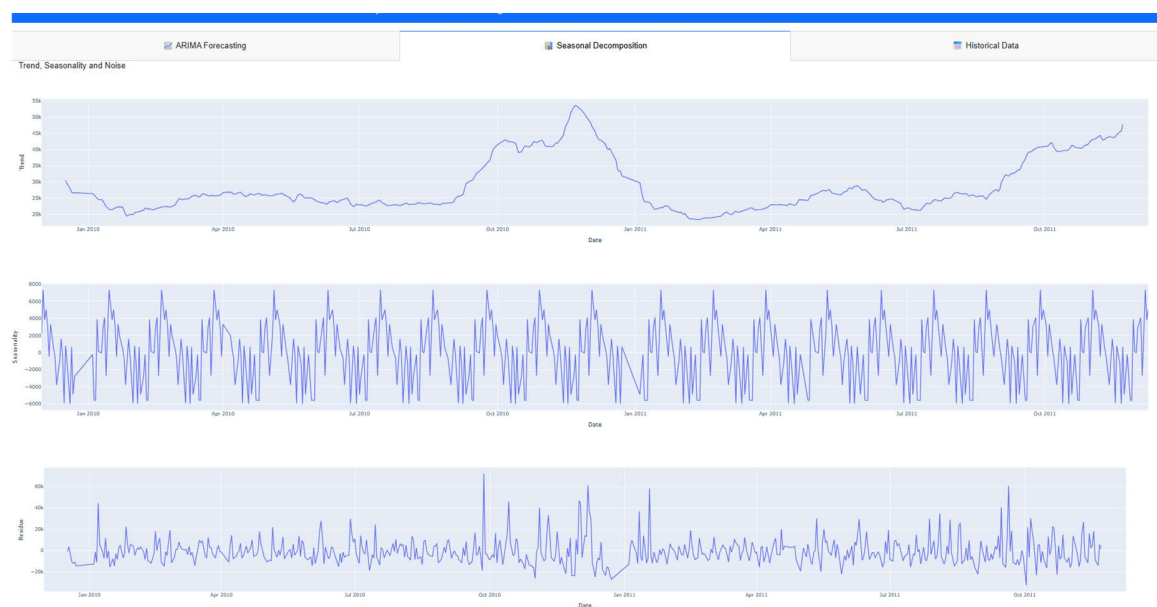 ARIMA Forecasting
Seasonal Decomposition
Historical Data
Trend, Seasonality and Noise
55k
50k
45k
40k
35k
30k
25k
20k
Trend
Jan 2010 Apr 2010 Jul 2010 Oct 2010 Jan 2011 Apr 2011 Jul 2011 Oct 2011
Date
8000
6000
4000
2000
0
−2000
−4000
−6000
Seasonality
Jan 2010 Apr 2010 Jul 2010 Oct 2010 Jan 2011 Apr 2011 Jul 2011 Oct 2011
Date
60k
40k
20k
0
−20k
Residue
Jan 2010 Apr 2010 Jul 2010 Oct 2010 Jan 2011 Apr 2011 Jul 2011 Oct 2011
Date